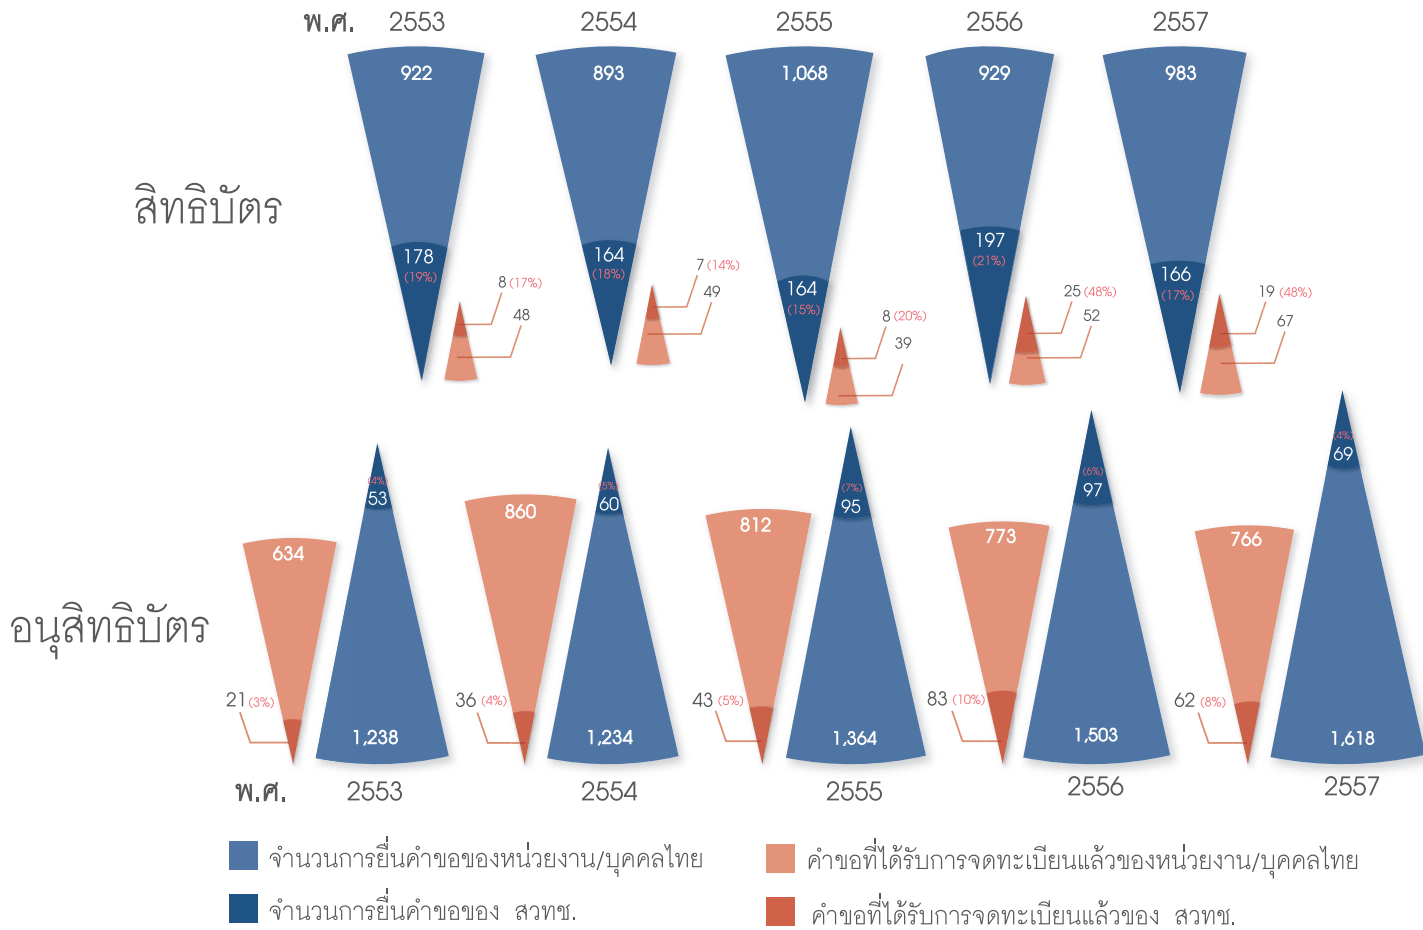 พ.ศ. 2553 2554 2555 2556 2557
922 893 1,068 929 983
สิทธิบัตร
178 164 164 197 166
(19%) (18%) (15%) (21%) (17%)
8 (17%) 7 (14%) 8 (20%) 25 (48%) 19 (48%)
48 49 39 52 67
(4%) (5%) (7%) (6%) (4%)
53 60 95 97 69
634 860 812 773 766
อนุสิทธิบัตร
21 (3%) 36 (4%) 43 (5%) 83 (10%) 62 (8%)
1,238 1,234 1,364 1,503 1,618
พ.ศ. 2553 2554 2555 2556 2557
จำนวนการยื่นคำขอของหน่วยงาน/บุคคลไทย
คำขอที่ได้รับการจดทะเบียนแล้วของหน่วยงาน/บุคคลไทย
จำนวนการยื่นคำขอของ สวทช.
คำขอที่ได้รับการจดทะเบียนแล้วของ สวทช.